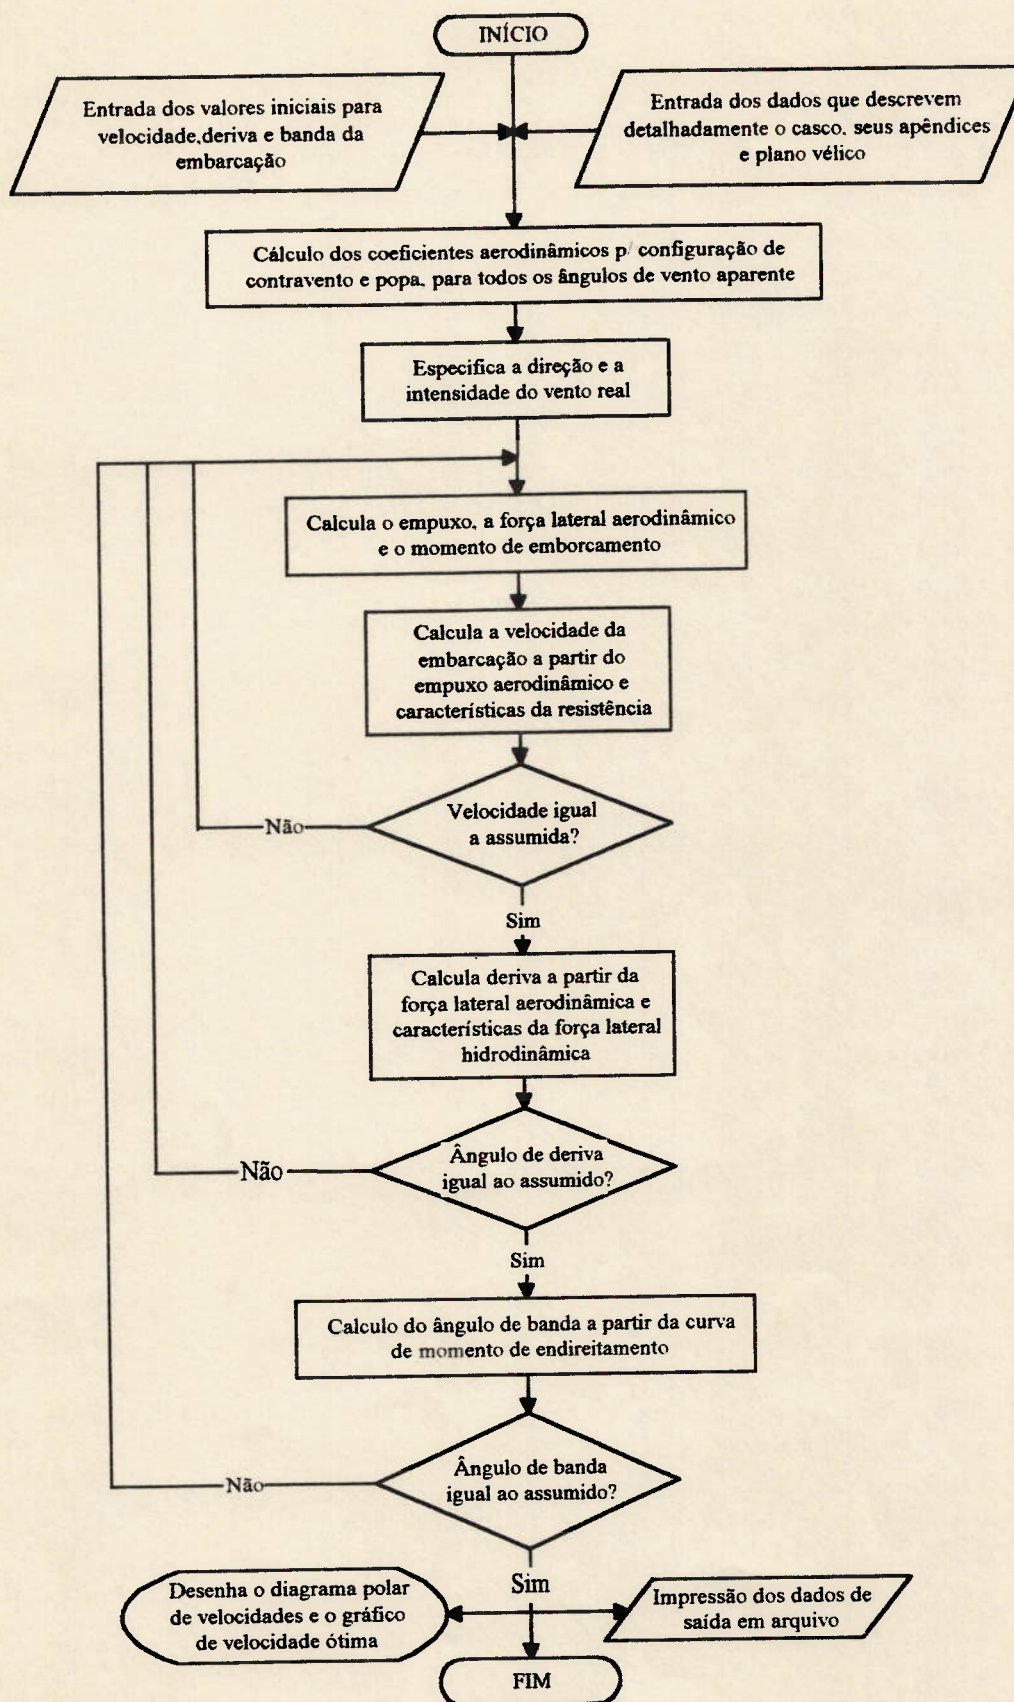 INÍCIO
Entrada dos valores iniciais para
velocidade,deriva e banda da
embarcação
Entrada dos dados que descrevem
detalhadamente o casco. seus apêndices
e plano vélico
Cálculo dos coeficientes aerodinâmicos p/ configuração de
contravento e popa, para todos os ângulos de vento aparente
Especifica a direção e a
intensidade do vento real
Calcula o empuxo, a força lateral aerodinâmico
e o momento de emborcamento
Calcula a velocidade da
embarcação a partir do
empuxo aerodinâmico e
características da resistência
Velocidade igual
a assumida?
Não
Sim
Calcula deriva a partir da
força lateral aerodinâmica e
características da força lateral
hidrodinâmica
Ângulo de deriva
igual ao assumido?
Não
Sim
Calculo do ângulo de banda a partir da curva
de momento de endireitamento
Ângulo de banda
igual ao assumido?
Não
Sim
Desenha o diagrama polar
de velocidades e o gráfico
de velocidade ótima
Impressão dos dados de
saída em arquivo
FIM